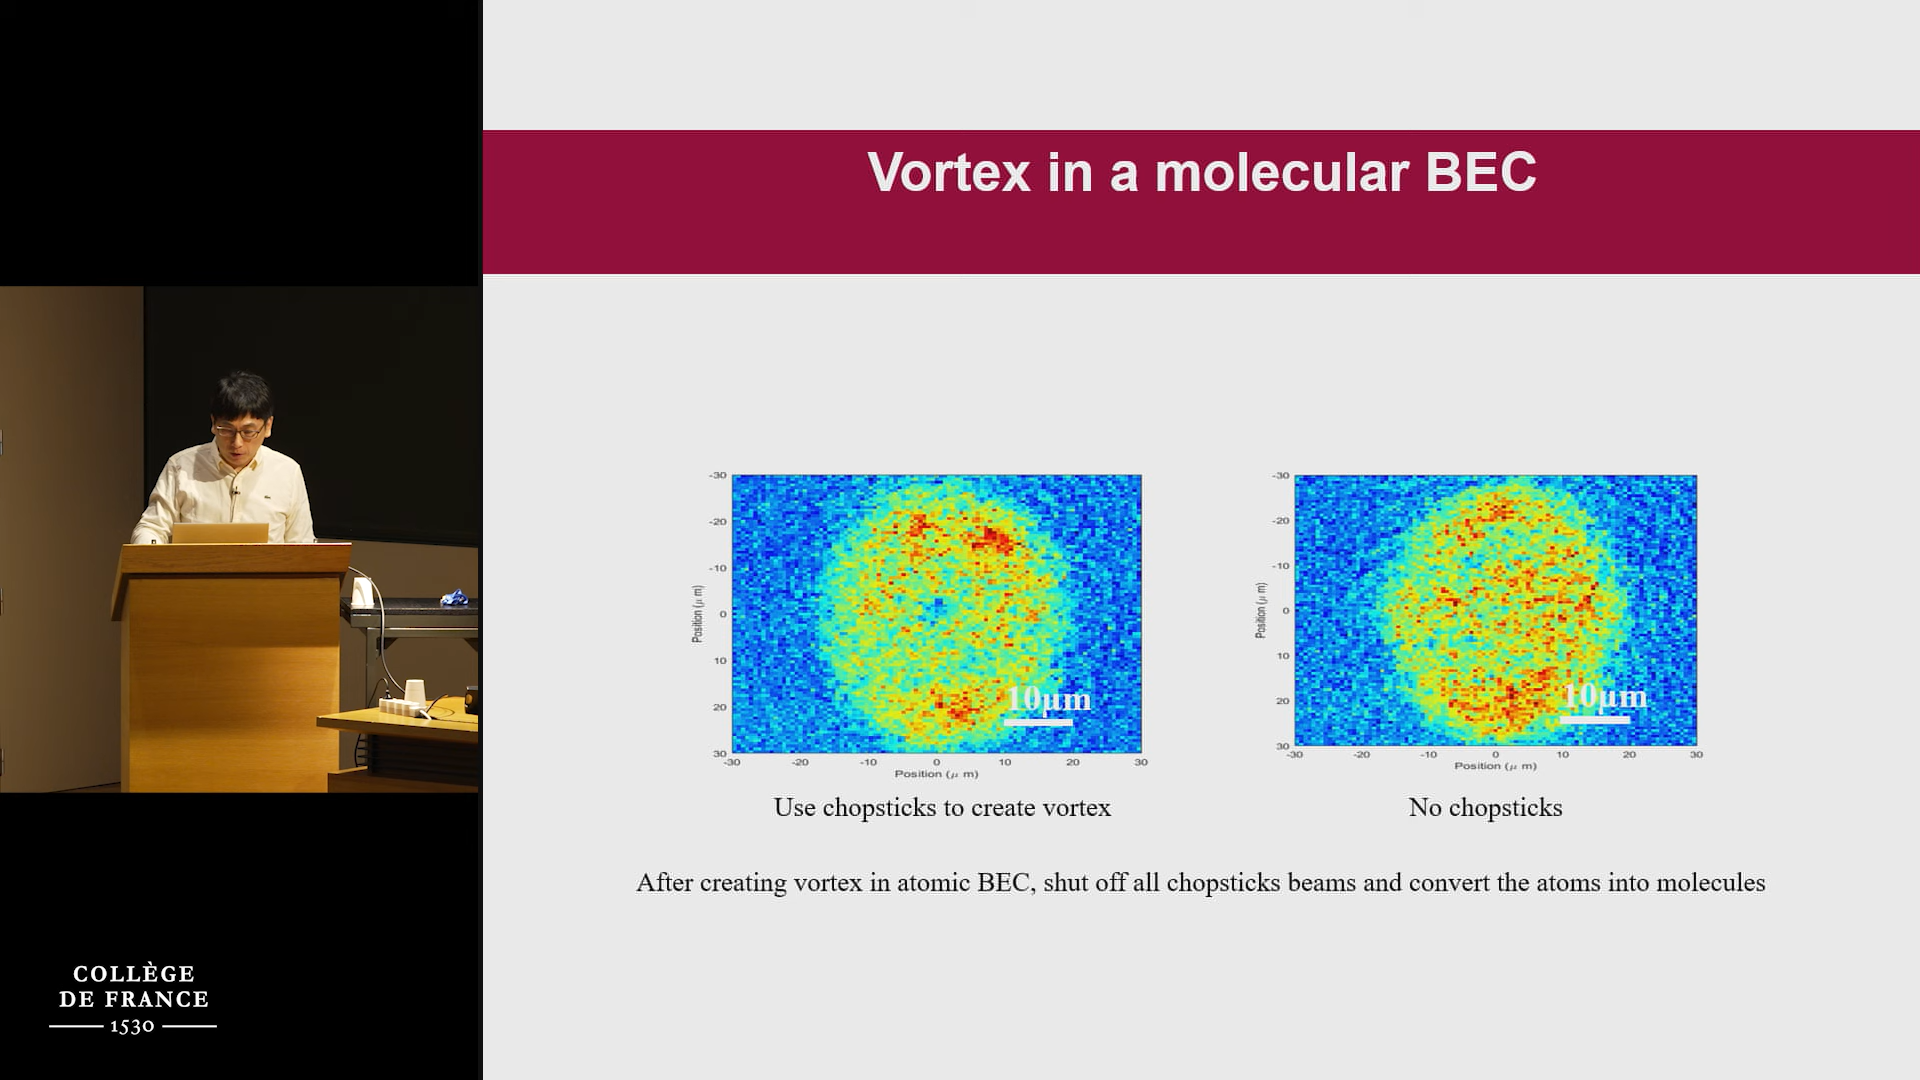 Vortex in a molecular BEC
-30
-20
-10
0
10
20
30
Position (μ m)
-30
-20
-10
0
10
20
30
Position (μ m)
10μm
Use chopsticks to create vortex
-30
-20
-10
0
10
20
30
Position (μ m)
-30
-20
-10
0
10
20
30
Position (μ m)
10μm
No chopsticks
After creating vortex in atomic BEC, shut off all chopsticks beams and convert the atoms into molecules
COLLÈGE
DE FRANCE
1530